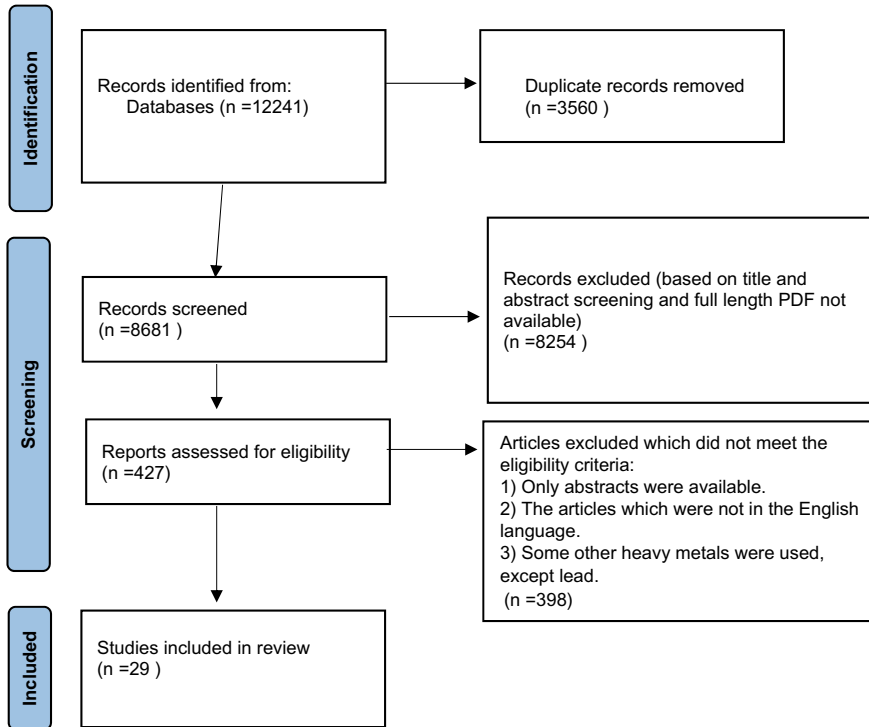 Identification
Records identified from:
Databases (n =12241)
Duplicate records removed
(n =3560 )
Screening
Records screened
(n =8681 )
Records excluded (based on title and
abstract screening and full length PDF not
available)
(n =8254 )
Reports assessed for eligibility
(n =427)
Articles excluded which did not meet the
eligibility criteria:
1) Only abstracts were available.
2) The articles which were not in the English
language.
3) Some other heavy metals were used,
except lead.
(n =398)
Included
Studies included in review
(n =29 )